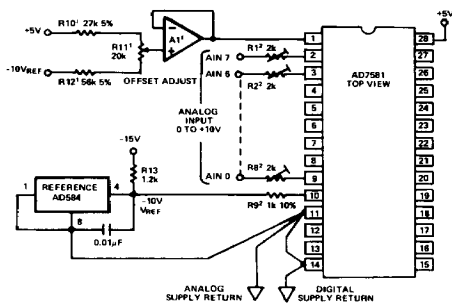 +5V
R10¹ 27k 5%
R11¹
20k
-10VREF
R12¹ 56k 5%
OFFSET ADJUST
A1¹
AIN 7
R1² 2k
AIN 6
R2² 2k
ANALOG
INPUT
0 TO +10V
AIN 0
R8² 2k
R9² 1k 10%
-15V
R13
1.2k
1
REFERENCE
AD584
4
8
-10V
VREF
0.01μF
ANALOG
SUPPLY RETURN
DIGITAL
SUPPLY RETURN
AD7581
TOP VIEW
+5V
1
2
3
4
5
6
7
8
9
10
11
12
13
14
28
27
26
25
24
23
22
21
20
19
18
17
16
15